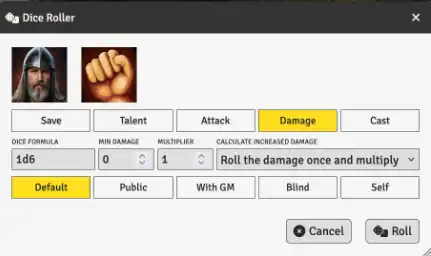 Dice Roller
Save Talent Attack Damage Cast
DICE FORMULA MIN DAMAGE MULTIPLIER CALCULATE INCREASED DAMAGE
1d6 0 1 Roll the damage once and multiply
Default Public With GM Blind Self
Cancel Roll